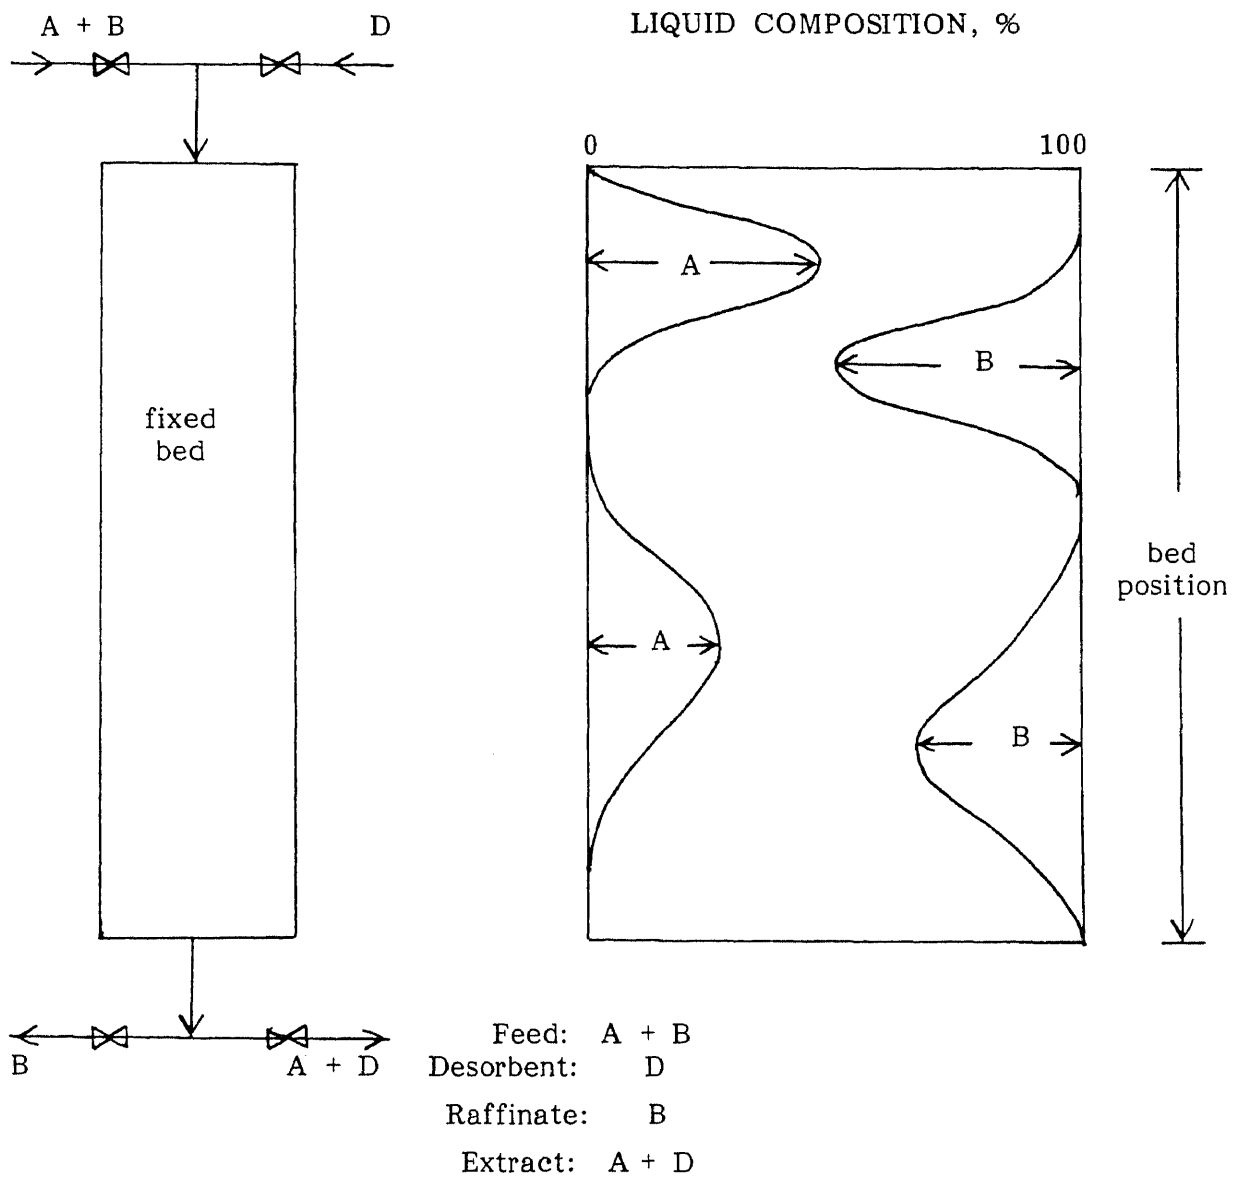 A + B
D
LIQUID COMPOSITION, %
0
100
A
B
fixed
bed
bed
position
A
B
B
A + D
Feed: A + B
Desorbent: D
Raffinate: B
Extract: A + D